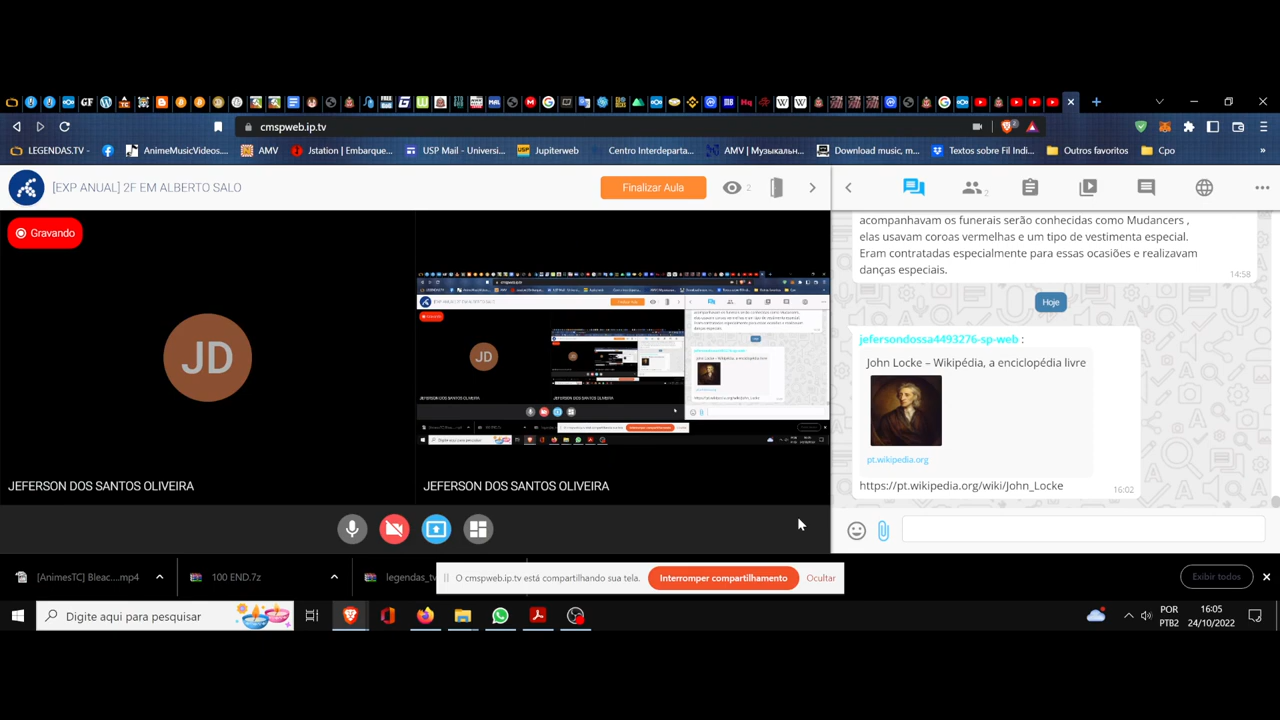 cmspweb.ip.tv
LEGENDAS.TV
AnimeMusicVideos...
AMV
Jstation | Embarque...
USP Mail - Universi...
Jupiterweb
Centro Interdeparta...
AMV | Музыкальн...
Download music, m...
Textos sobre Fil Indi...
Outros favoritos
Cpo
[EXP ANUAL] 2F EM ALBERTO SALO
Finalizar Aula
2
2
Gravando
acompanhavam os funerais serão conhecidas como Mudancers ,
elas usavam coroas vermelhas e um tipo de vestimenta especial.
Eram contratadas especialmente para essas ocasiões e realizavam
danças especiais.
14:58
Hoje
jefersondossa4493276-sp-web :
John Locke – Wikipédia, a enciclopédia livre
pt.wikipedia.org
https://pt.wikipedia.org/wiki/John_Locke
16:02
JD
JEFERSON DOS SANTOS OLIVEIRA
JEFERSON DOS SANTOS OLIVEIRA
[AnimesTC] Bleac....mp4
100 END.7z
legendas_tv
O cmspweb.ip.tv está compartilhando sua tela.
Interromper compartilhamento
Ocultar
Exibir todos
Digite aqui para pesquisar
POR
PTB2
16:05
24/10/2022